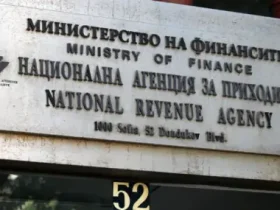 МИНИСТЕРСТВО НА ФИНАНСИТЕ
MINISTRY OF FINANCE
НАЦИОНАЛНА АГЕНЦИЯ ЗА ПРИХОДИ
NATIONAL REVENUE AGENCY
1000 Sofia, 52 Dondukov Blvd.
52